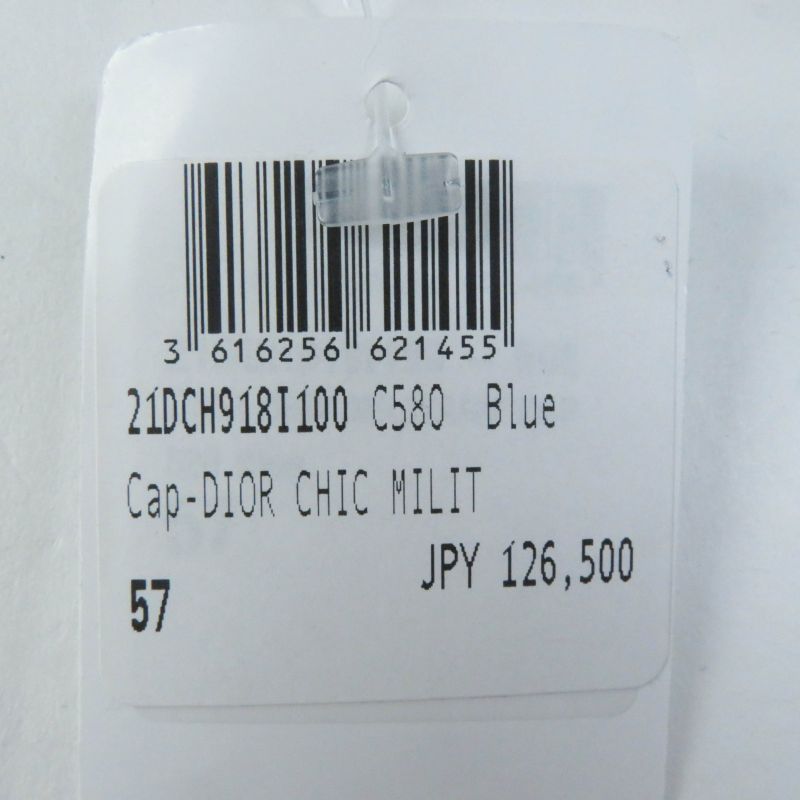 3 616256 621455
21DCH918I100 C580 Blue
Cap-DIOR CHIC MILIT
JPY 126,500
57